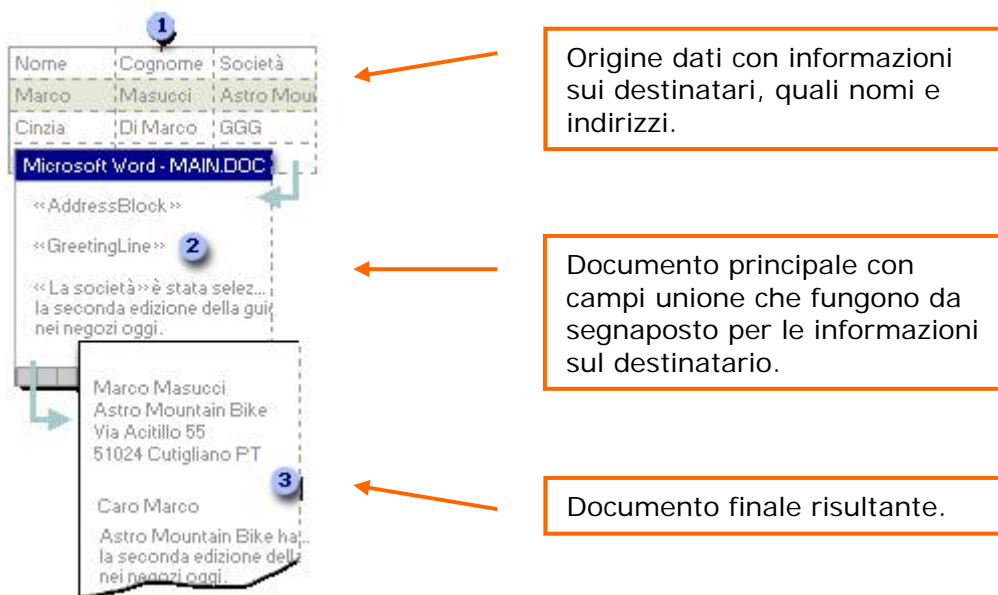 1
Nome Cognome Società
Marco Masucci Astro Moun
Cinzia Di Marco GGG
Microsoft Word - MAIN.DOC
«AddressBlock»
«GreetingLine» 2
«La società» è stata selez...
la seconda edizione della gui
nei negozi oggi.
Marco Masucci
Astro Mountain Bike
Via Acitillo 55
51024 Cutigliano PT
3
Caro Marco
Astro Mountain Bike ha...
la seconda edizione della
nei negozi oggi.
Origine dati con informazioni
sui destinatari, quali nomi e
indirizzi.
Documento principale con
campi unione che fungono da
segnaposto per le informazioni
sul destinatario.
Documento finale risultante.